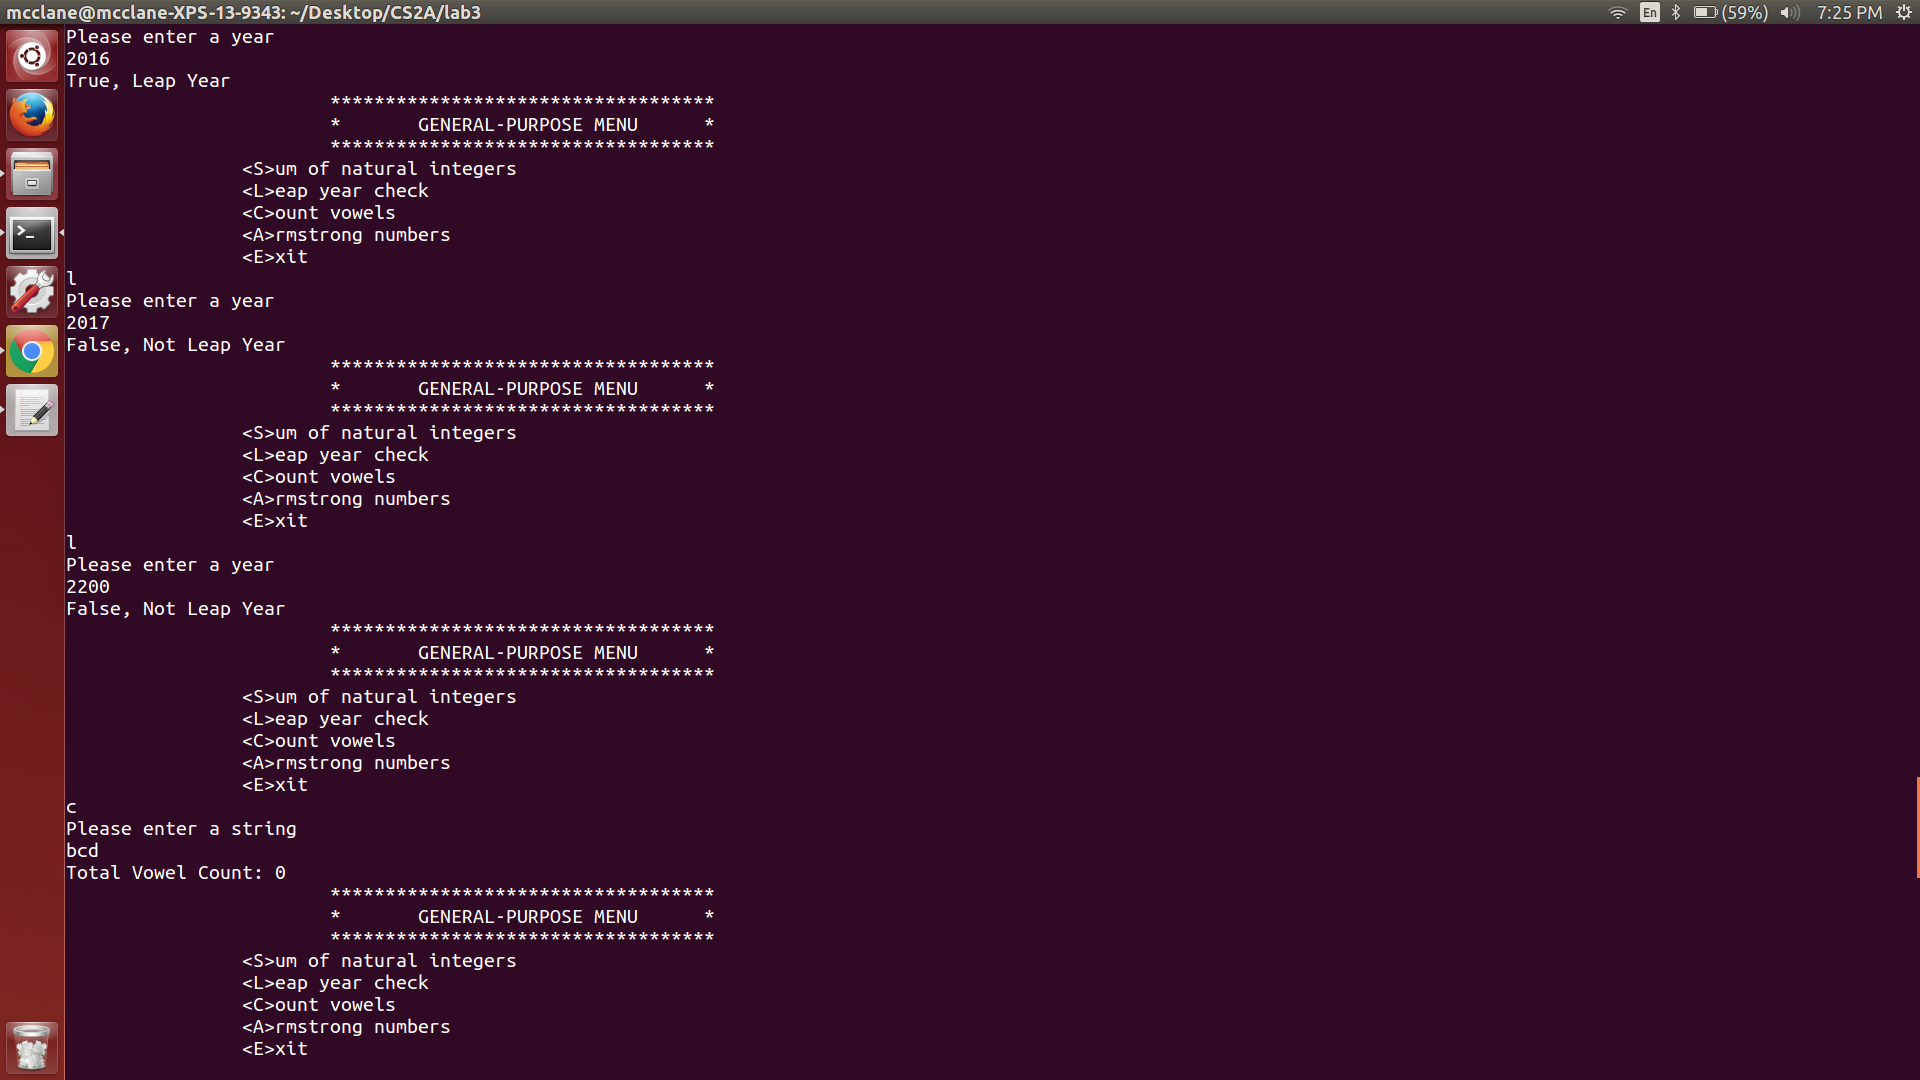 mcclane@mcclane-XPS-13-9343: ~/Desktop/CS2A/lab3
En (59%) 7:25 PM
Please enter a year
2016
True, Leap Year
***********************************
* GENERAL-PURPOSE MENU *
***********************************
<S>um of natural integers
<L>eap year check
<C>ount vowels
<A>rmstrong numbers
<E>xit
l
Please enter a year
2017
False, Not Leap Year
***********************************
* GENERAL-PURPOSE MENU *
***********************************
<S>um of natural integers
<L>eap year check
<C>ount vowels
<A>rmstrong numbers
<E>xit
l
Please enter a year
2200
False, Not Leap Year
***********************************
* GENERAL-PURPOSE MENU *
***********************************
<S>um of natural integers
<L>eap year check
<C>ount vowels
<A>rmstrong numbers
<E>xit
c
Please enter a string
bcd
Total Vowel Count: 0
***********************************
* GENERAL-PURPOSE MENU *
***********************************
<S>um of natural integers
<L>eap year check
<C>ount vowels
<A>rmstrong numbers
<E>xit